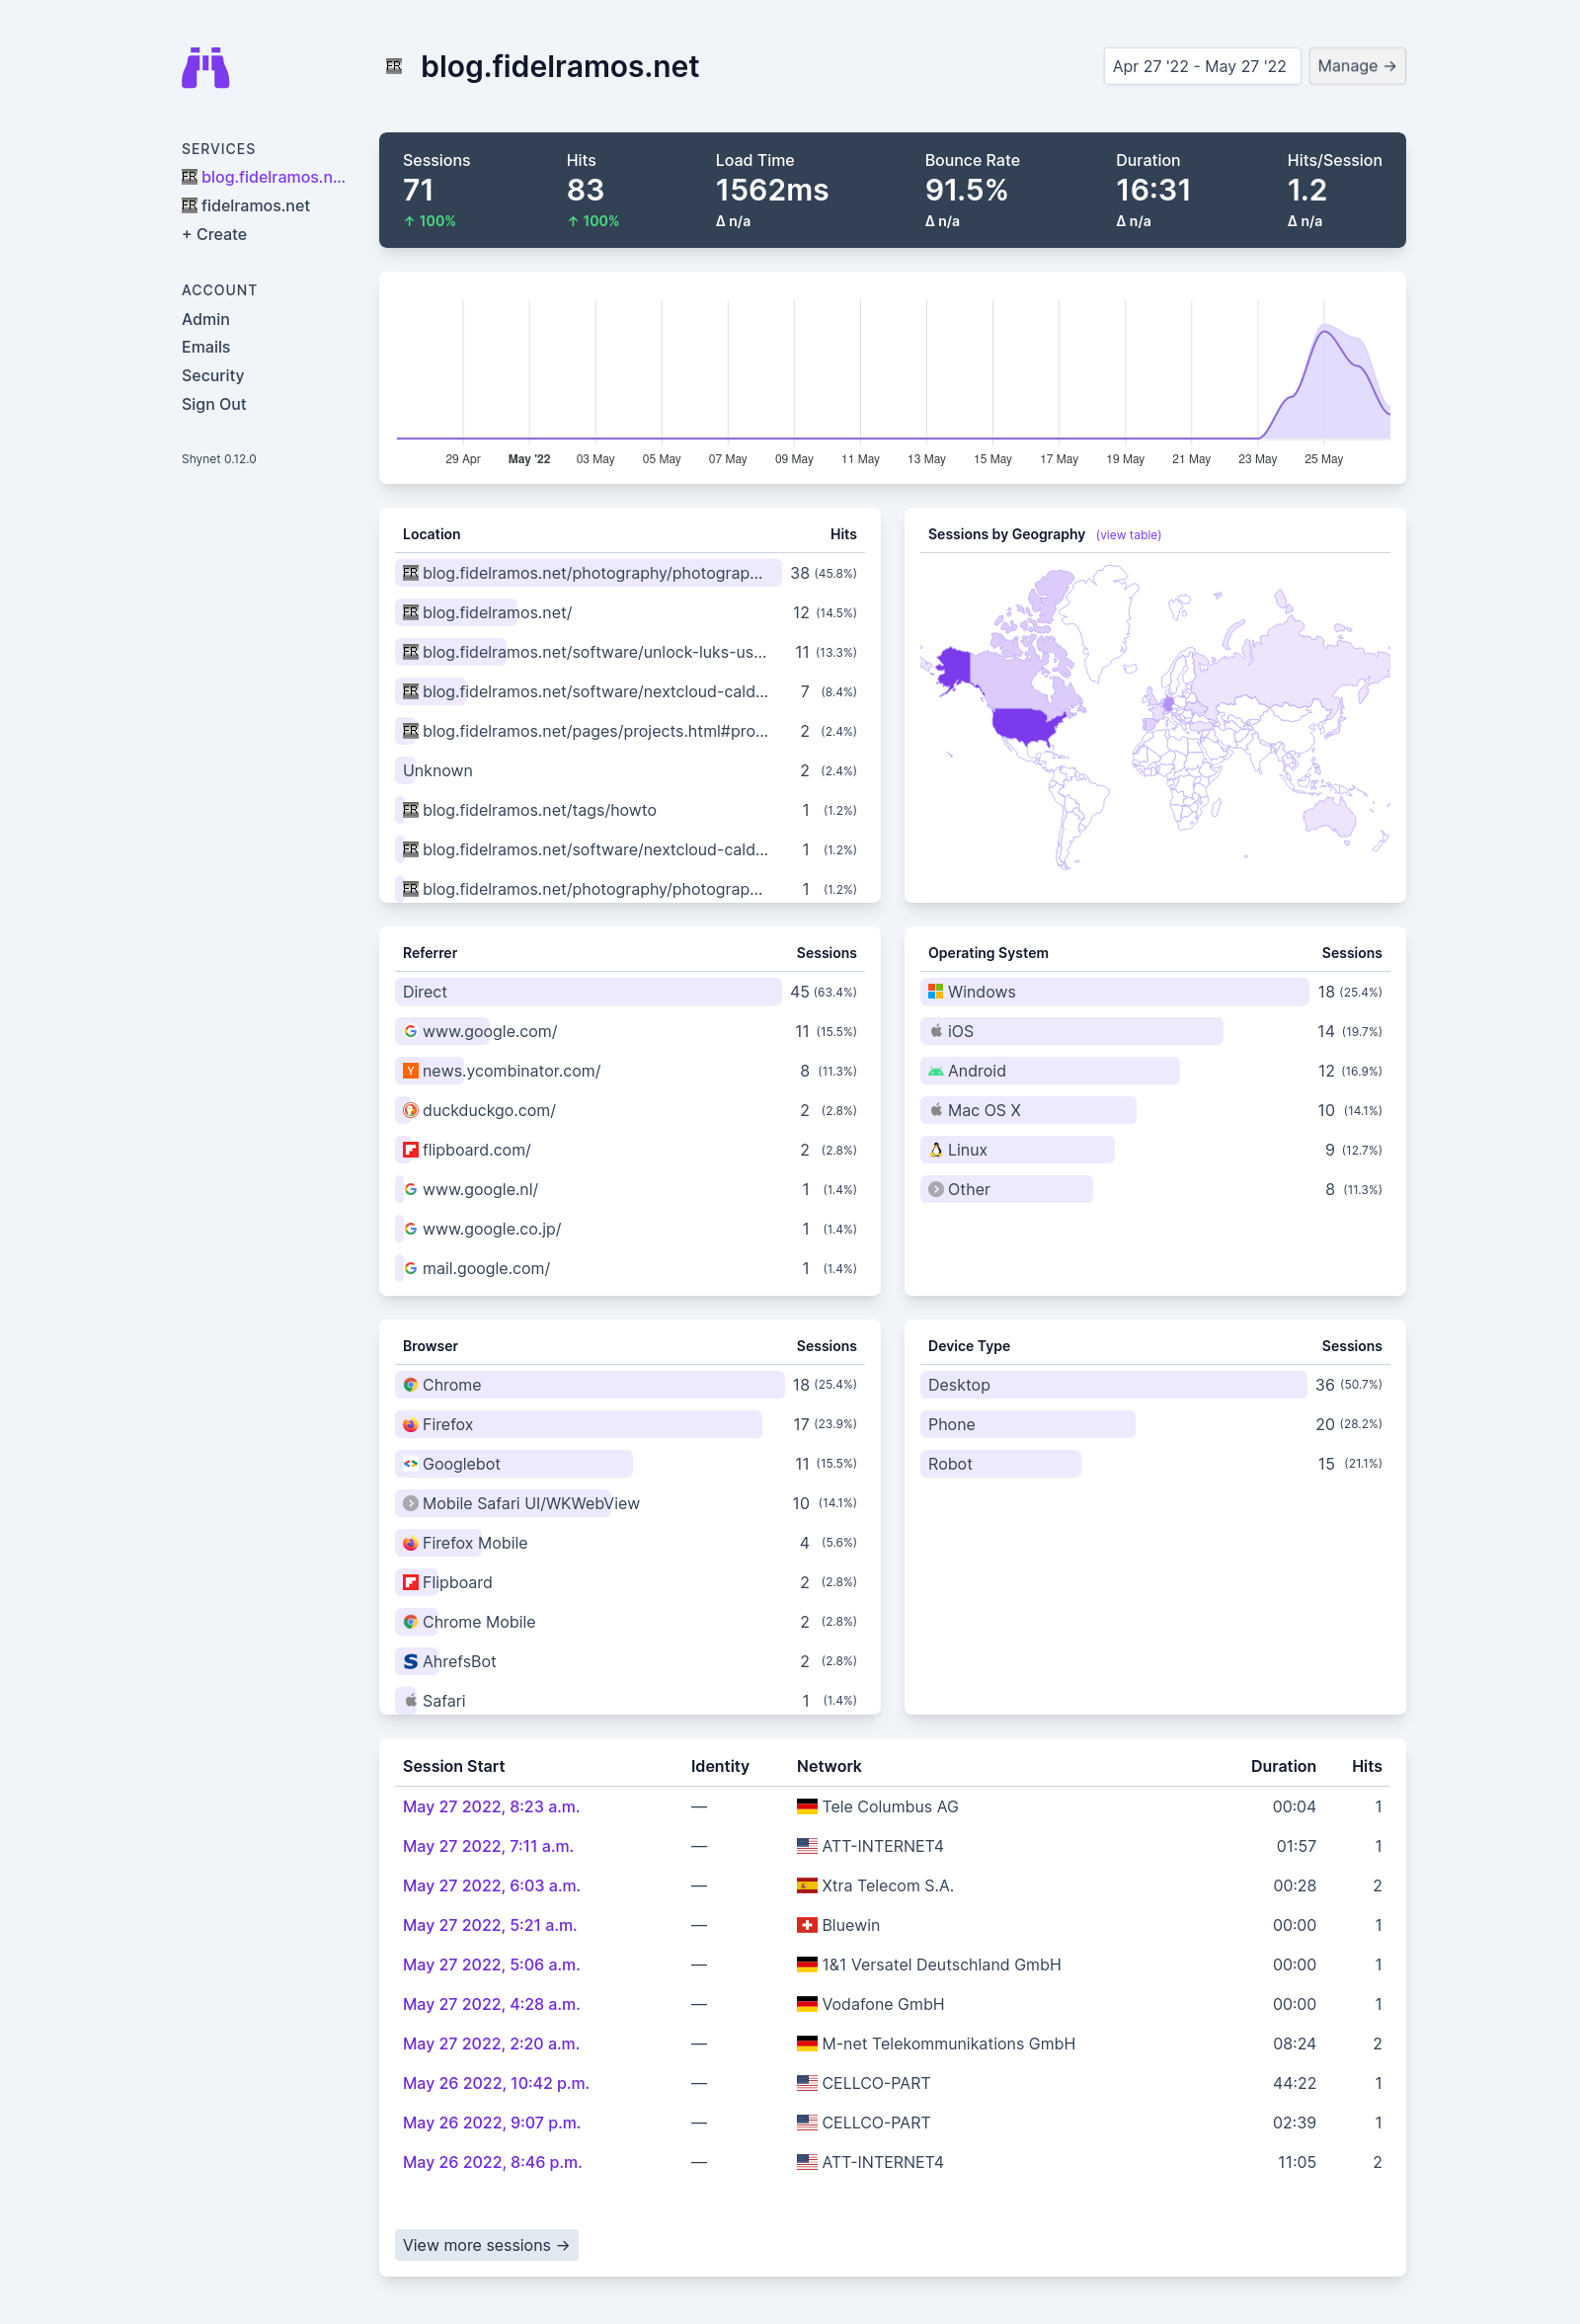 blog.fidelramos.net
Apr 27 '22 - May 27 '22
Manage →
SERVICES
blog.fidelramos.n...
fidelramos.net
+ Create
ACCOUNT
Admin
Emails
Security
Sign Out
Shynet 0.12.0
Sessions Hits Load Time Bounce Rate Duration Hits/Session
71 83 1562ms 91.5% 16:31 1.2
↑ 100% ↑ 100% Δ n/a Δ n/a Δ n/a Δ n/a
29 Apr May '22 03 May 05 May 07 May 09 May 11 May 13 May 15 May 17 May 19 May 21 May 23 May 25 May
Location Hits
blog.fidelramos.net/photography/photograp... 38 (45.8%)
blog.fidelramos.net/ 12 (14.5%)
blog.fidelramos.net/software/unlock-luks-us... 11 (13.3%)
blog.fidelramos.net/software/nextcloud-cald... 7 (8.4%)
blog.fidelramos.net/pages/projects.html#pro... 2 (2.4%)
Unknown 2 (2.4%)
blog.fidelramos.net/tags/howto 1 (1.2%)
blog.fidelramos.net/software/nextcloud-cald... 1 (1.2%)
blog.fidelramos.net/photography/photograp... 1 (1.2%)
Sessions by Geography (view table)
Referrer Sessions
Direct 45 (63.4%)
www.google.com/ 11 (15.5%)
news.ycombinator.com/ 8 (11.3%)
duckduckgo.com/ 2 (2.8%)
flipboard.com/ 2 (2.8%)
www.google.nl/ 1 (1.4%)
www.google.co.jp/ 1 (1.4%)
mail.google.com/ 1 (1.4%)
Operating System Sessions
Windows 18 (25.4%)
iOS 14 (19.7%)
Android 12 (16.9%)
Mac OS X 10 (14.1%)
Linux 9 (12.7%)
Other 8 (11.3%)
Browser Sessions
Chrome 18 (25.4%)
Firefox 17 (23.9%)
Googlebot 11 (15.5%)
Mobile Safari UI/WKWebView 10 (14.1%)
Firefox Mobile 4 (5.6%)
Flipboard 2 (2.8%)
Chrome Mobile 2 (2.8%)
AhrefsBot 2 (2.8%)
Safari 1 (1.4%)
Device Type Sessions
Desktop 36 (50.7%)
Phone 20 (28.2%)
Robot 15 (21.1%)
Session Start Identity Network Duration Hits
May 27 2022, 8:23 a.m. — Tele Columbus AG 00:04 1
May 27 2022, 7:11 a.m. — ATT-INTERNET4 01:57 1
May 27 2022, 6:03 a.m. — Xtra Telecom S.A. 00:28 2
May 27 2022, 5:21 a.m. — Bluewin 00:00 1
May 27 2022, 5:06 a.m. — 1&1 Versatel Deutschland GmbH 00:00 1
May 27 2022, 4:28 a.m. — Vodafone GmbH 00:00 1
May 27 2022, 2:20 a.m. — M-net Telekommunikations GmbH 08:24 2
May 26 2022, 10:42 p.m. — CELLCO-PART 44:22 1
May 26 2022, 9:07 p.m. — CELLCO-PART 02:39 1
May 26 2022, 8:46 p.m. — ATT-INTERNET4 11:05 2
View more sessions →